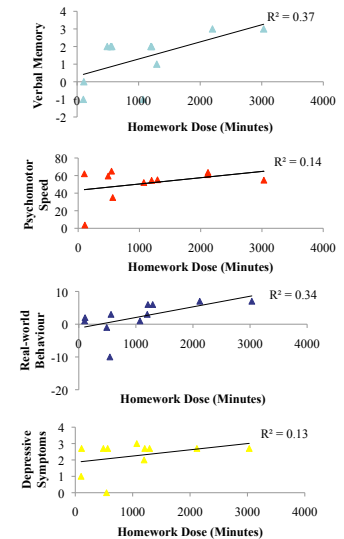 4
3
2
1
0
-1
-2
0 1000 2000 3000 4000
R² = 0.37
Verbal Memory
Homework Dose (Minutes)
80
60
40
20
0
0 1000 2000 3000 4000
R² = 0.14
Psychomotor
Speed
Homework Dose (Minutes)
10
0
-10
-20
0 1000 2000 3000 4000
R² = 0.34
Real-world
Behaviour
Homework Dose (Minutes)
4
3
2
1
0
0 1000 2000 3000 4000
R² = 0.13
Depressive
Symptoms
Homework Dose (Minutes)